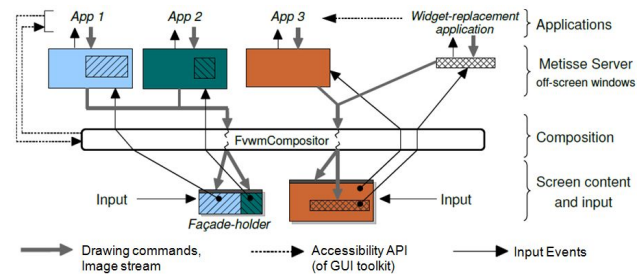 App 1
App 2
App 3
Widget-replacement
application
Applications
Metisse Server
off-screen windows
FvwmCompositor
Composition
Input
Façade-holder
Input
Screen content
and input
Drawing commands,
Image stream
Accessibility API
(of GUI toolkit)
Input Events